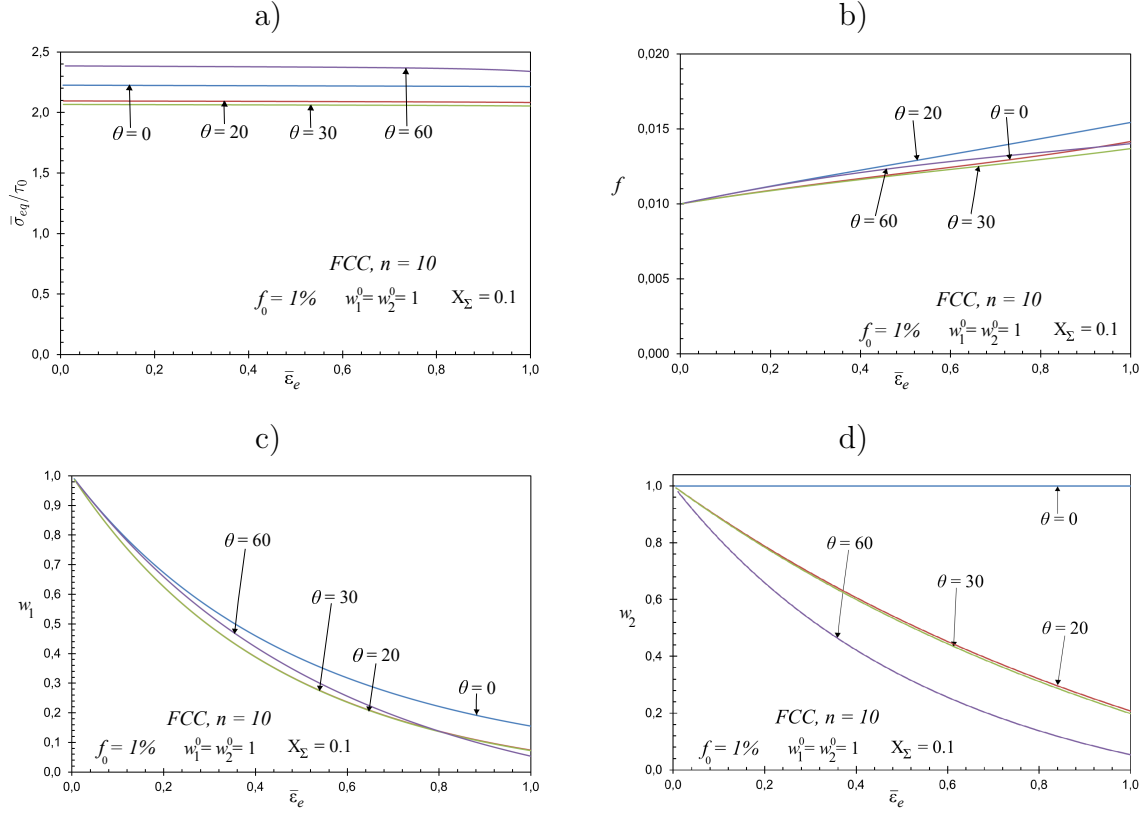 a)
2,5
2,0
1,5
1,0
0,5
0,0
σ̄eq/τ0
θ = 0
θ = 20
θ = 30
θ = 60
FCC, n = 10
f0 = 1% w1^0 = w2^0 = 1 XΣ = 0.1
0,0 0,2 0,4 0,6 0,8 1,0
ε̄e
b)
0,020
0,015
0,010
0,005
0,000
f
θ = 20
θ = 0
θ = 60
θ = 30
FCC, n = 10
f0 = 1% w1^0 = w2^0 = 1 XΣ = 0.1
0,0 0,2 0,4 0,6 0,8 1,0
ε̄e
c)
1,0
0,9
0,8
0,7
0,6
0,5
0,4
0,3
0,2
0,1
0,0
w1
θ = 60
θ = 30
θ = 20
θ = 0
FCC, n = 10
f0 = 1% w1^0 = w2^0 = 1 XΣ = 0.1
0,0 0,2 0,4 0,6 0,8 1,0
ε̄e
d)
1,0
0,8
0,6
0,4
0,2
0,0
w2
θ = 0
θ = 60
θ = 30
θ = 20
FCC, n = 10
f0 = 1% w1^0 = w2^0 = 1 XΣ = 0.1
0,0 0,2 0,4 0,6 0,8 1,0
ε̄e